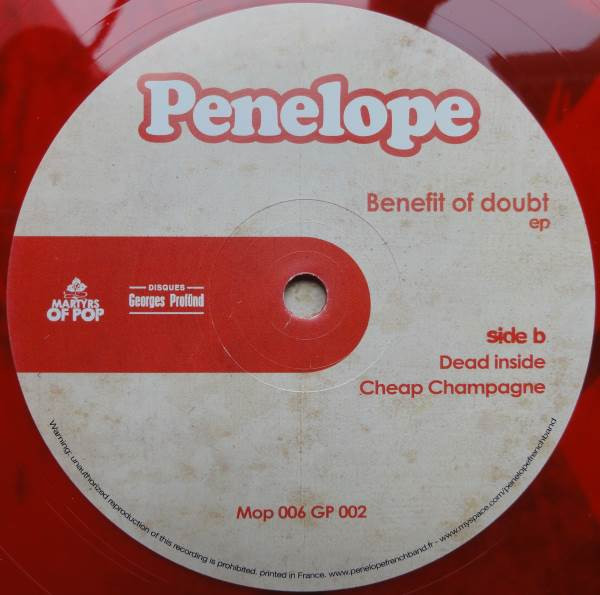 Penelope
Benefit of doubt
ep
MARTYRS
OF POP
DISQUES
Georges Profünd
side b
Dead inside
Cheap Champagne
Mop 006 GP 002
Warning: unauthorized reproduction of this recording is prohibited. printed in France. www.penelopefrenchband.fr - www.myspace.com/penelopefrenchband